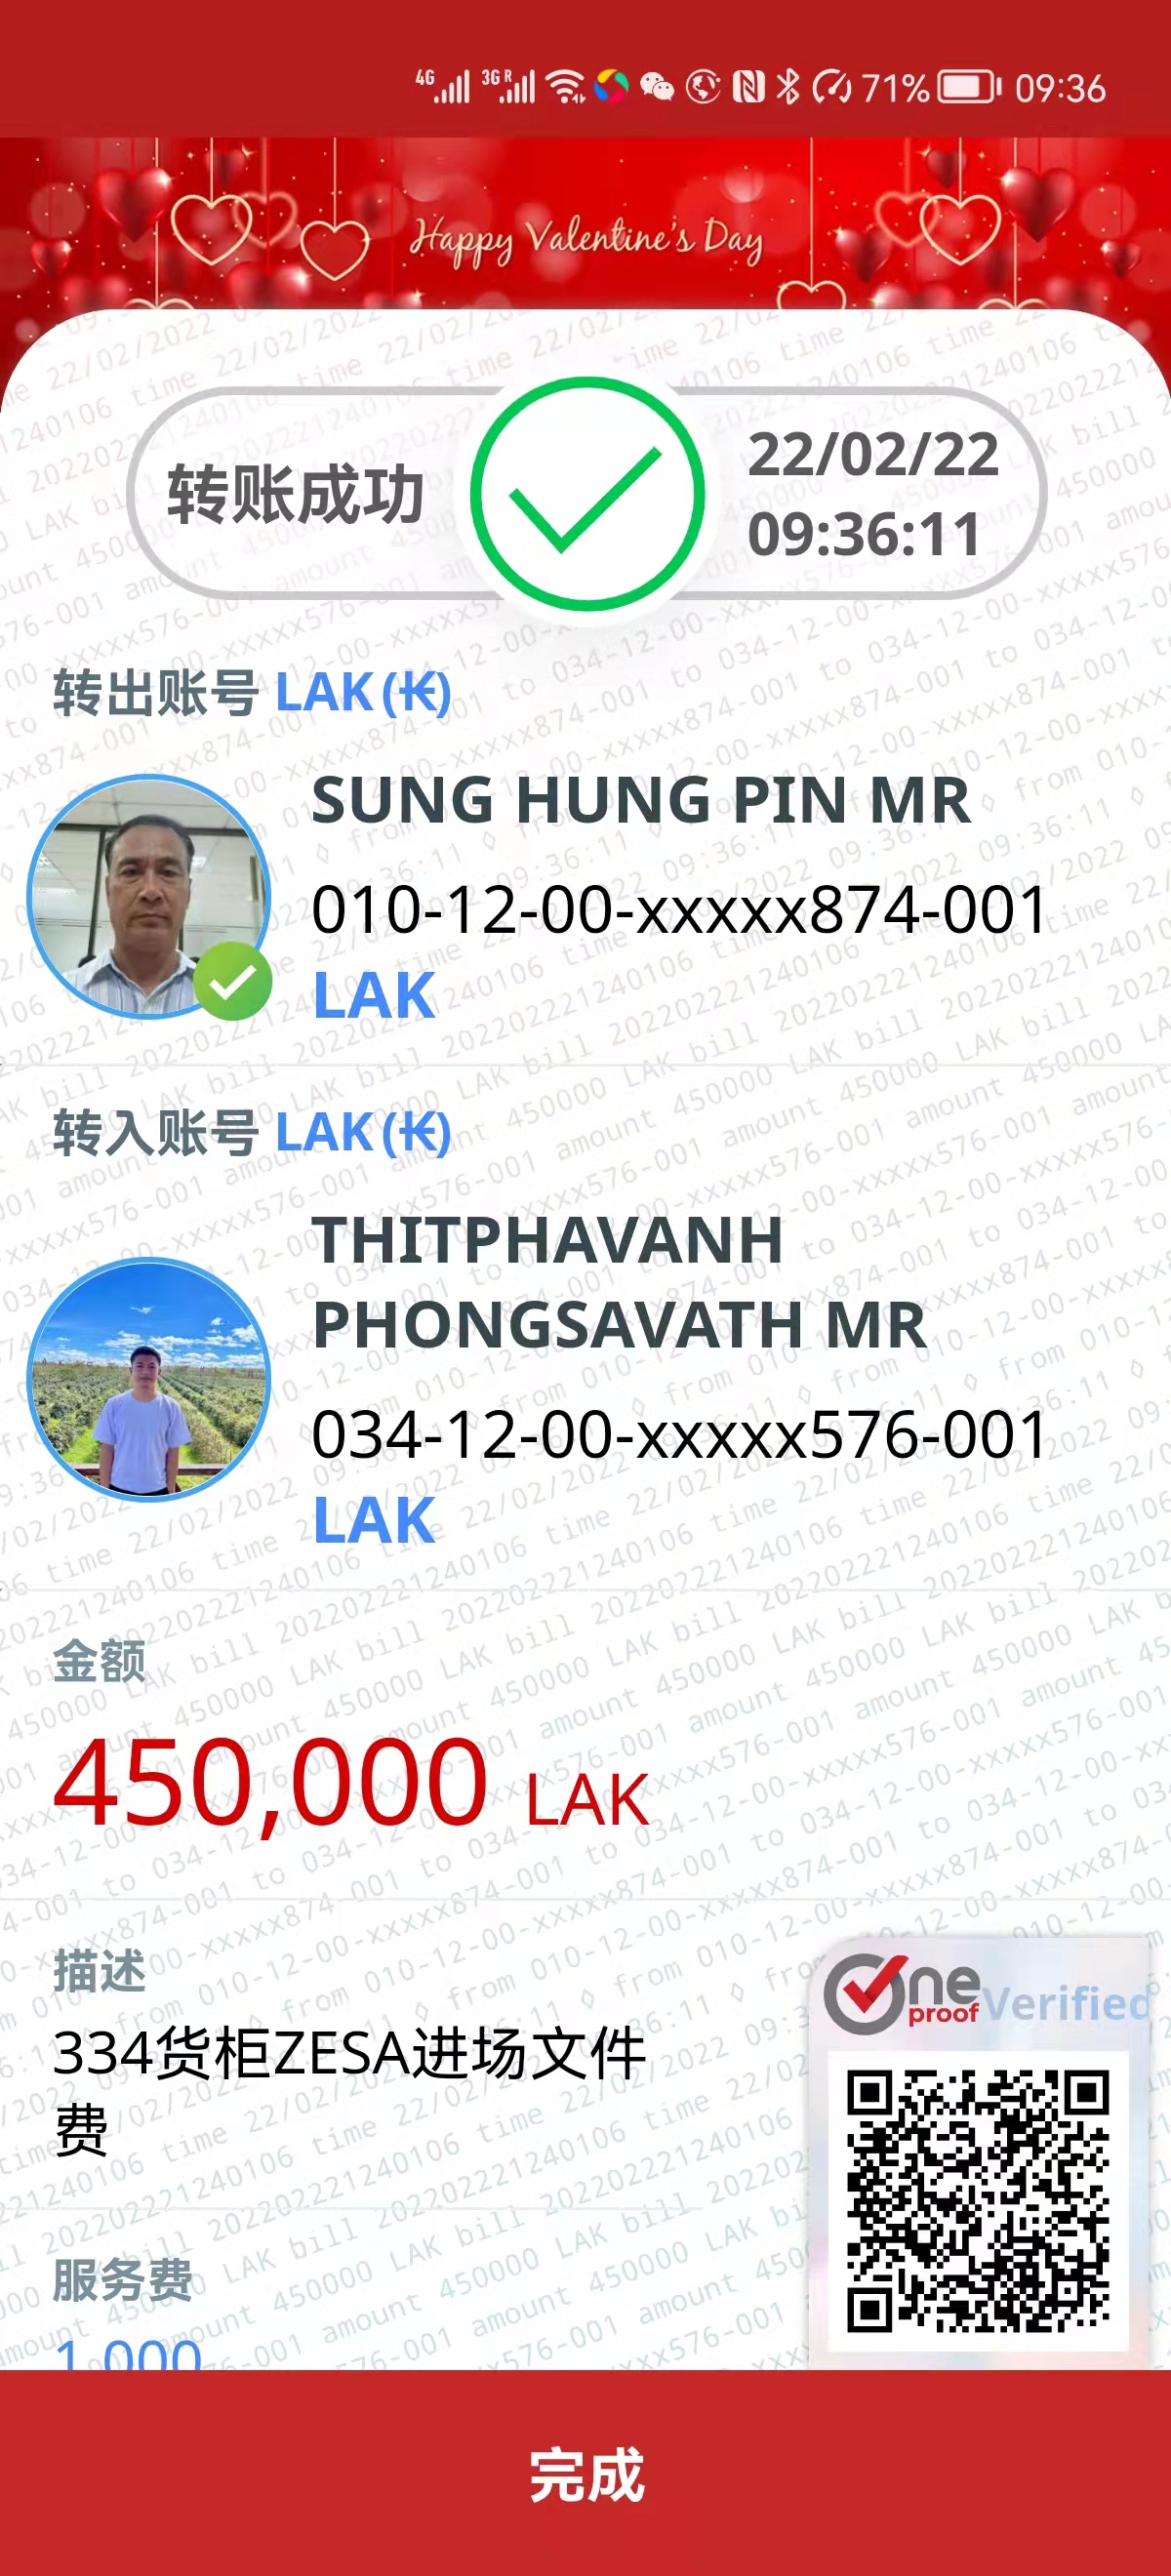 4G 3G R 71% 09:36
Happy Valentine's Day
转账成功
22/02/22
09:36:11
转出账号 LAK (₭)
SUNG HUNG PIN MR
010-12-00-xxxxx874-001
LAK
转入账号 LAK (₭)
THITPHAVANH
PHONGSAVATH MR
034-12-00-xxxxx576-001
LAK
金额
450,000 LAK
描述
334货柜ZESA进场文件
费
One proof Verified
服务费
1,000
完成